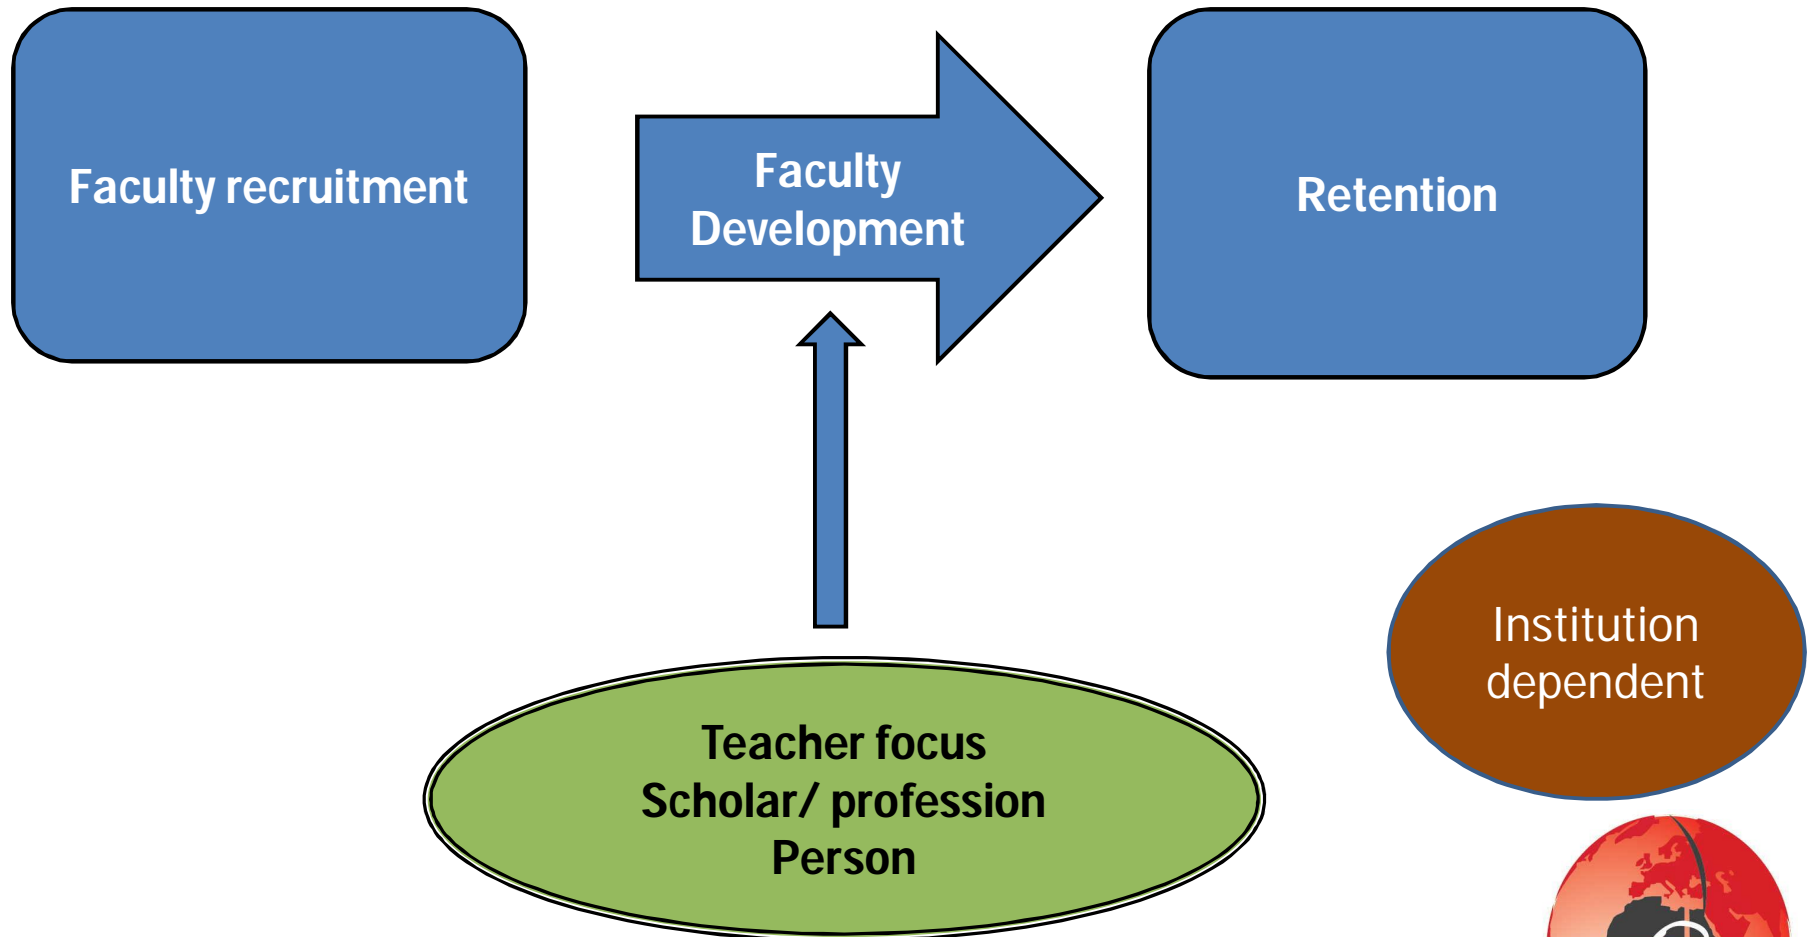 Faculty recruitment
Faculty
Development
Retention
Institution
dependent
Teacher focus
Scholar/ profession
Person